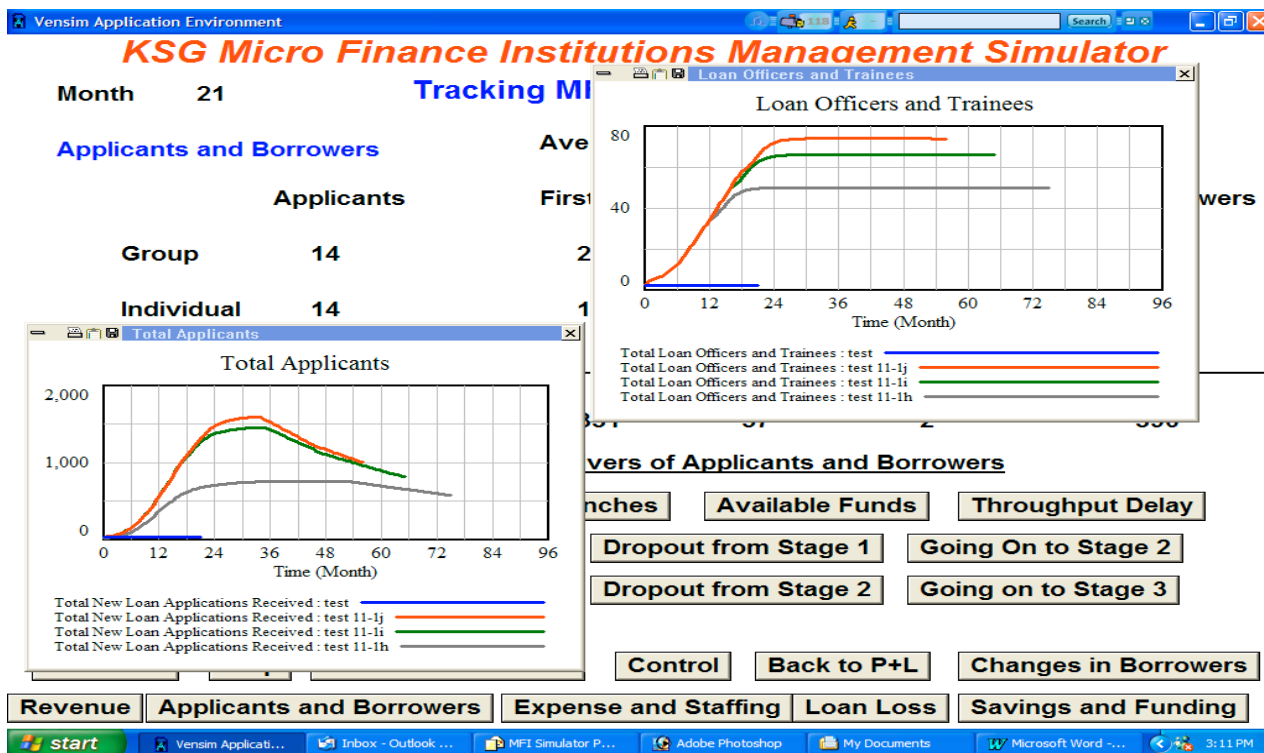 Vensim Application Environment
118
Search
KSG Micro Finance Institutions Management Simulator
Month 21
Tracking
Applicants and Borrowers
Applicants
Group 14
Individual 14
Loan Officers and Trainees
Loan Officers and Trainees
80
40
0
0 12 24 36 48 60 72 84 96
Time (Month)
Total Loan Officers and Trainees : test
Total Loan Officers and Trainees : test 11-1j
Total Loan Officers and Trainees : test 11-1i
Total Loan Officers and Trainees : test 11-1h
Total Applicants
Total Applicants
2,000
1,000
0
0 12 24 36 48 60 72 84 96
Time (Month)
Total New Loan Applications Received : test
Total New Loan Applications Received : test 11-1j
Total New Loan Applications Received : test 11-1i
Total New Loan Applications Received : test 11-1h
vers of Applicants and Borrowers
nches Available Funds Throughput Delay
Dropout from Stage 1 Going On to Stage 2
Dropout from Stage 2 Going on to Stage 3
Control Back to P+L Changes in Borrowers
Revenue Applicants and Borrowers Expense and Staffing Loan Loss Savings and Funding
start Vensim Applicati... Inbox - Outlook ... MFI Simulator P... Adobe Photoshop My Documents Microsoft Word -... 3:11 PM